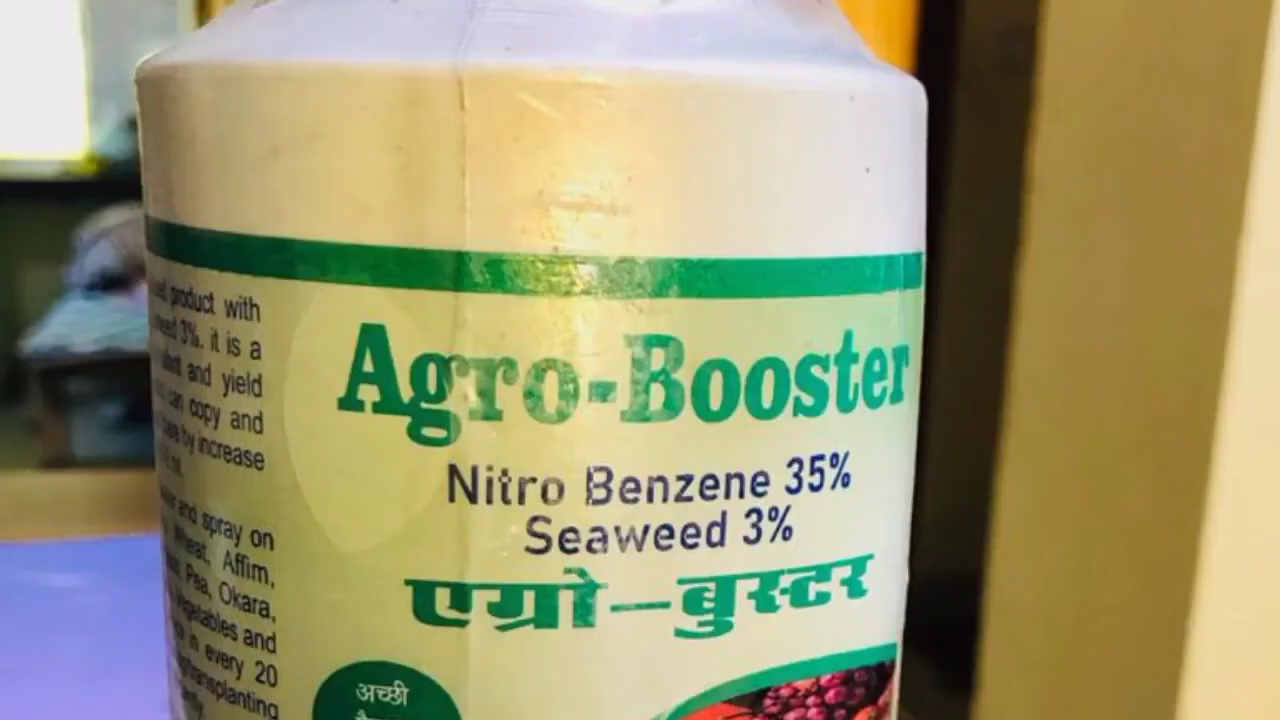 product with
3%. it is a
and yield
can copy and
by increase
and spray on
Wheat, Affim,
Pea, Okara,
Vegetables and
in every 20
Agro-Booster
Nitro Benzene 35%
Seaweed 3%
एग्रो–बुस्टर
अच्छी